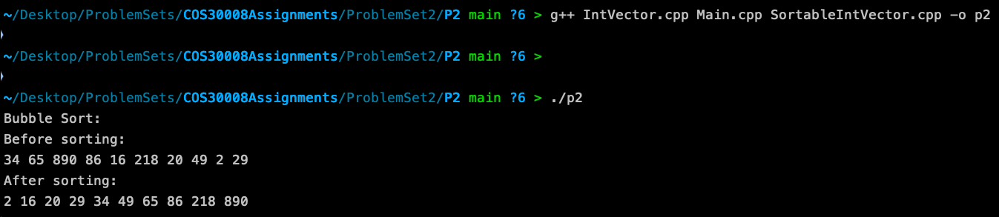 ~/Desktop/ProblemSets/COS30008Assignments/ProblemSet2/P2 main ?6 > g++ IntVector.cpp Main.cpp SortableIntVector.cpp -o p2
~/Desktop/ProblemSets/COS30008Assignments/ProblemSet2/P2 main ?6 >
~/Desktop/ProblemSets/COS30008Assignments/ProblemSet2/P2 main ?6 > ./p2
Bubble Sort:
Before sorting:
34 65 890 86 16 218 20 49 2 29
After sorting:
2 16 20 29 34 49 65 86 218 890